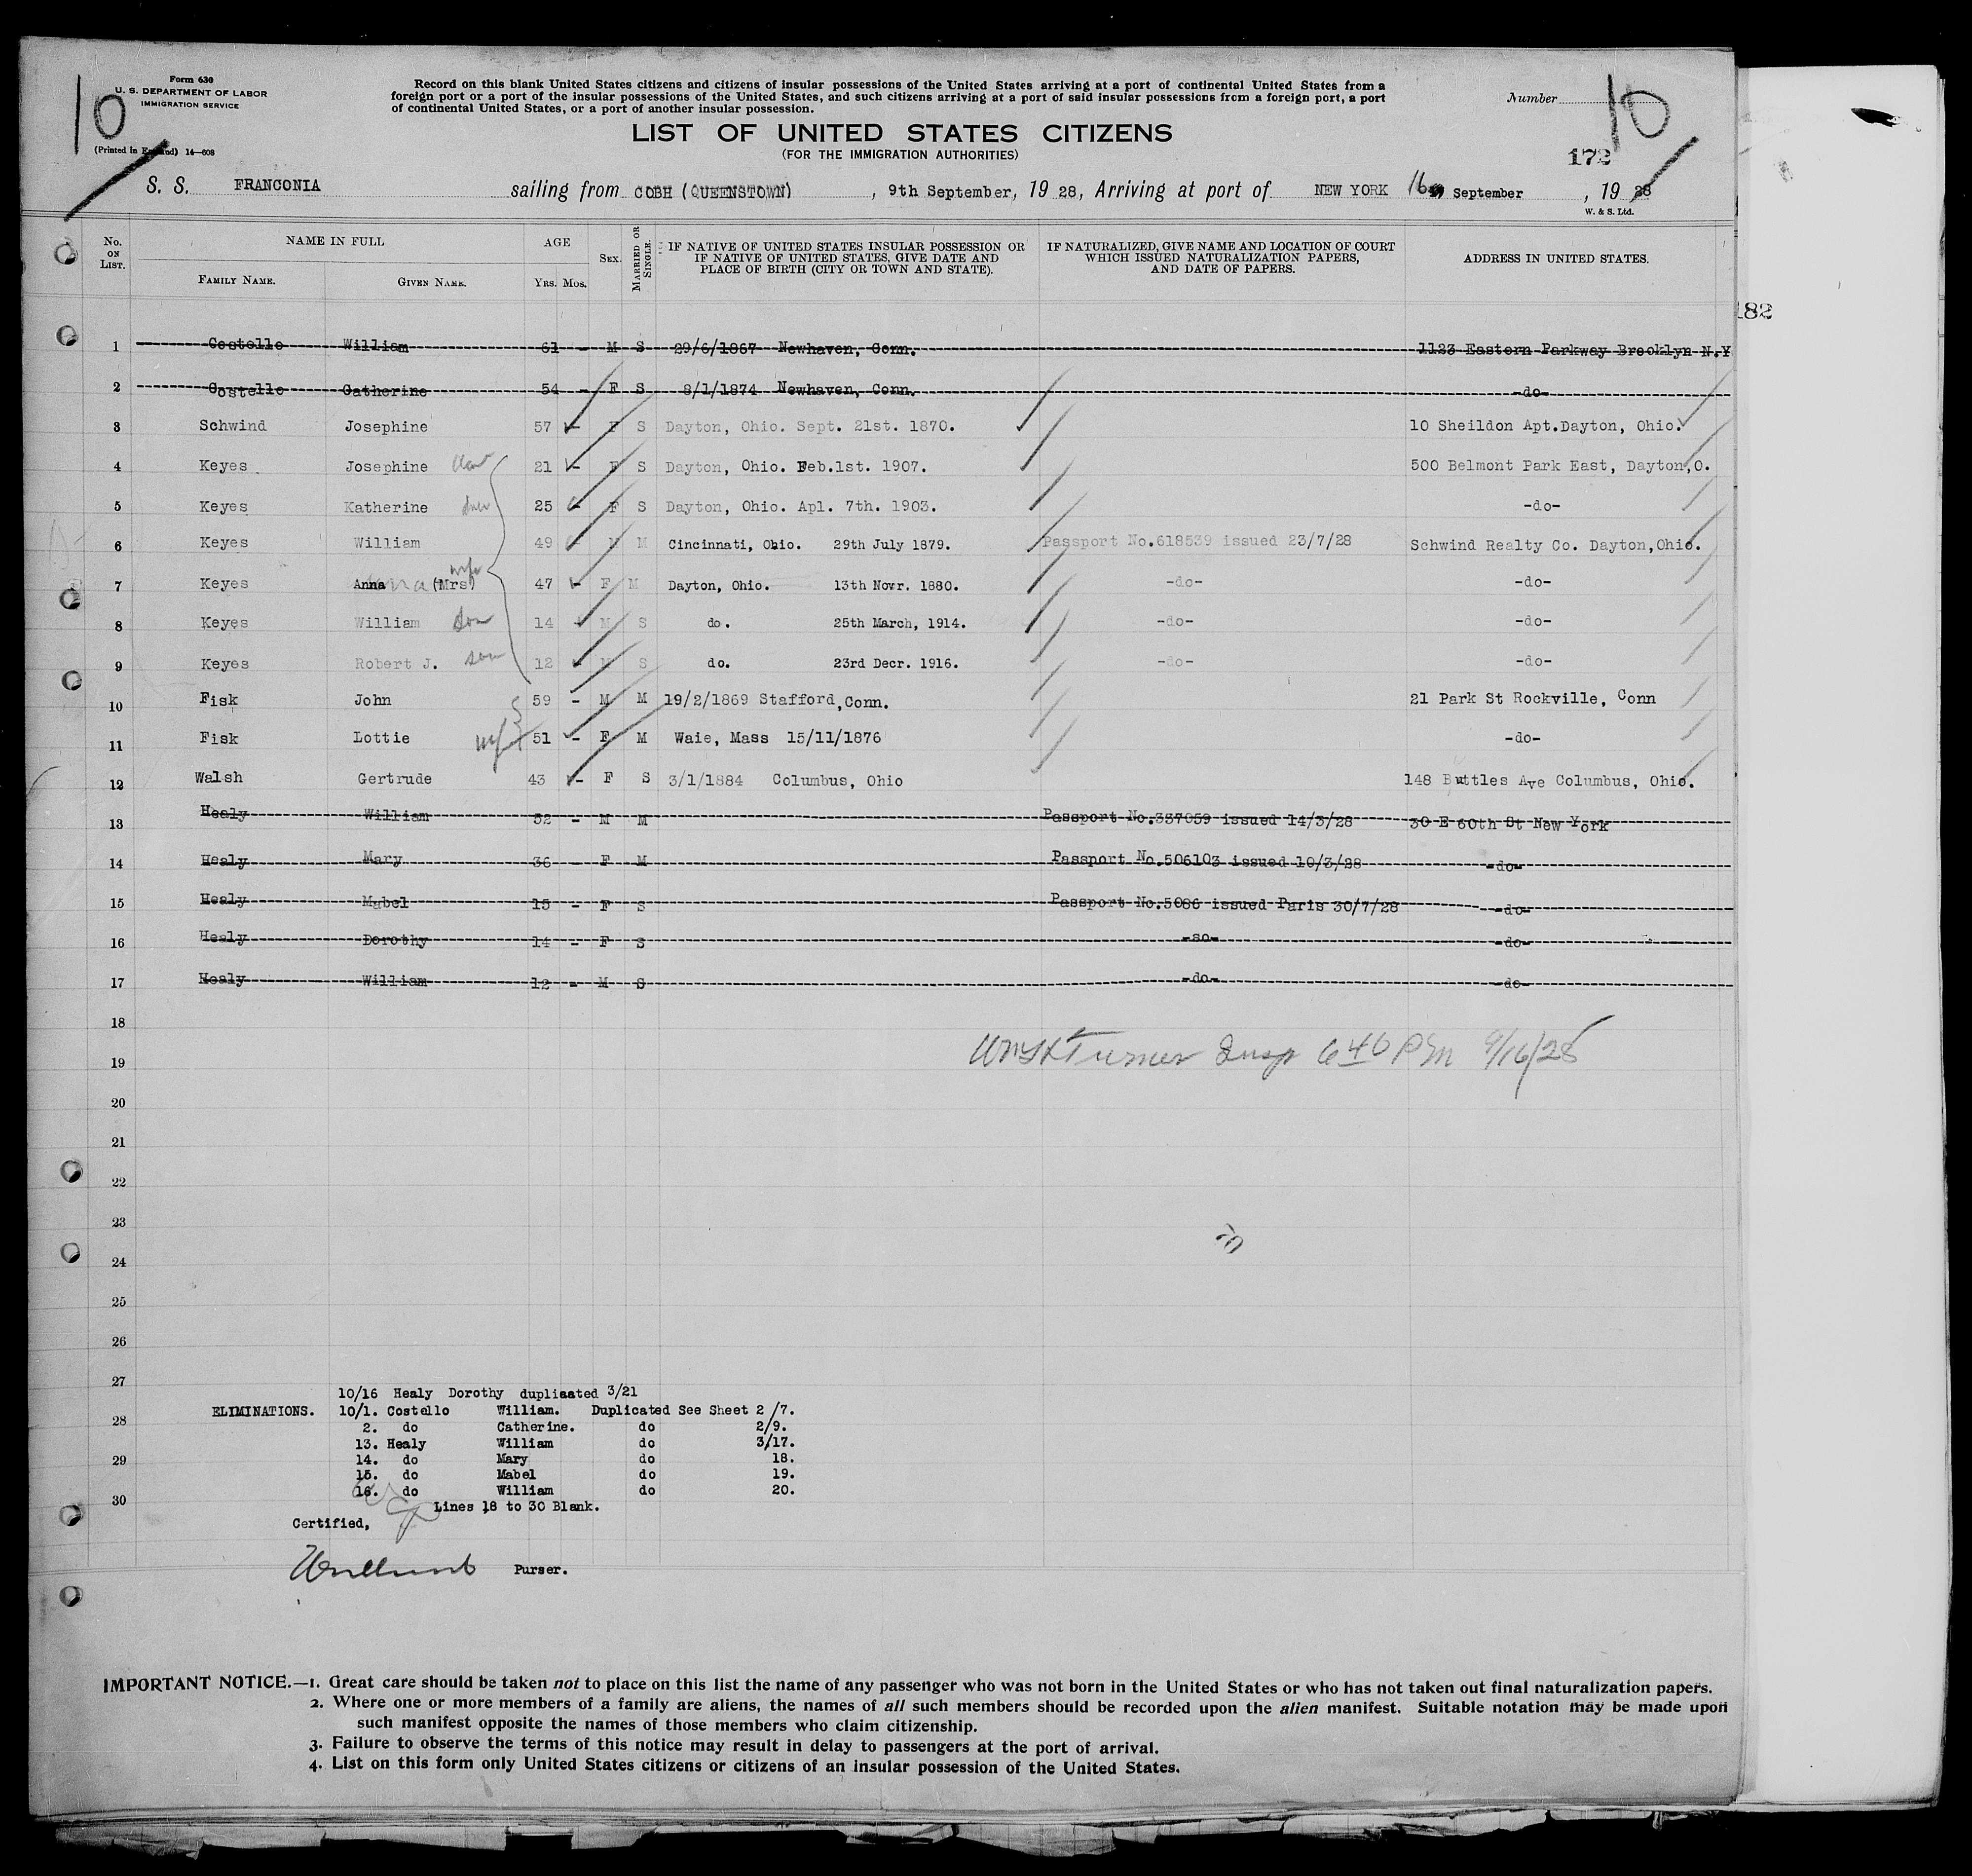 Form 630
U. S. DEPARTMENT OF LABOR
IMMIGRATION SERVICE
(Printed in England) 14—608
10
Record on this blank United States citizens and citizens of insular possessions of the United States arriving at a port of continental United States from a
foreign port or a port of the insular possessions of the United States, and such citizens arriving at a port of said insular possessions from a foreign port, a port
of continental United States, or a port of another insular possession.
Number 10
LIST OF UNITED STATES CITIZENS
(FOR THE IMMIGRATION AUTHORITIES)
172
S. S. FRANCONIA sailing from COBH (QUEENSTOWN), 9th September, 1928, Arriving at port of NEW YORK 16 September, 1928
W. & S. Ltd.
No. ON LIST. NAME IN FULL FAMILY NAME. GIVEN NAME. AGE YRS. MOS. SEX. MARRIED OR SINGLE. IF NATIVE OF UNITED STATES INSULAR POSSESSION OR IF NATIVE OF UNITED STATES, GIVE DATE AND PLACE OF BIRTH (CITY OR TOWN AND STATE). IF NATURALIZED, GIVE NAME AND LOCATION OF COURT WHICH ISSUED NATURALIZATION PAPERS, AND DATE OF PAPERS. ADDRESS IN UNITED STATES.
182
1 Costello William 61 - M S 29/6/1867 Newhaven, Conn. 1123 Eastern Parkway Brooklyn N.Y
2 Costello Catherine 54 - F S 8/1/1874 Newhaven, Conn. -do-
3 Schwind Josephine 57 - F S Dayton, Ohio. Sept. 21st. 1870. 10 Sheildon Apt.Dayton, Ohio.
4 Keyes Josephine 21 - F S Dayton, Ohio. Feb.1st. 1907. 500 Belmont Park East, Dayton,O.
5 Keyes Katherine 25 - F S Dayton, Ohio. Apl. 7th. 1903. -do-
6 Keyes William 49 - M M Cincinnati, Ohio. 29th July 1879. Passport No.618539 issued 23/7/28 Schwind Realty Co. Dayton,Ohio.
7 Keyes Anna (Mrs) wife 47 - F M Dayton, Ohio. 13th Novr. 1880. -do- -do-
8 Keyes William son 14 - M S do. 25th March, 1914. -do- -do-
9 Keyes Robert J. son 12 - M S do. 23rd Decr. 1916. -do- -do-
10 Fisk John 59 - M M 19/2/1869 Stafford,Conn. 21 Park St Rockville, Conn
11 Fisk Lottie wife 51 - F M Waie, Mass 15/11/1876 -do-
12 Walsh Gertrude 43 - F S 3/1/1884 Columbus, Ohio 148 Buttles Ave Columbus, Ohio.
13 Healy William 52 - M M Passport No.337059 issued 14/3/28 30 E 60th St New York
14 Healy Mary 36 - F M Passport No.506103 issued 10/3/28 -do-
15 Healy Mabel 15 - F S Passport No.5086 issued Paris 30/7/28 -do-
16 Healy Dorothy 14 - F S -so- -do-
17 Healy William 12 - M S -do- -do-
18
Turner Insp 640 PM 9/16/28
19
20
21
22
23
24
25
26
27
10/16 Healy Dorothy dupliaated 3/21
ELIMINATIONS. 10/1. Costello William. Duplicated See Sheet 2/7.
28
2. do Catherine. do 2/9.
13. Healy William do 3/17.
29
14. do Mary do 18.
15. do Mabel do 19.
16. do William do 20.
30
Lines 18 to 30 Blank.
Certified,
Purser.
IMPORTANT NOTICE.—1. Great care should be taken not to place on this list the name of any passenger who was not born in the United States or who has not taken out final naturalization papers.
2. Where one or more members of a family are aliens, the names of all such members should be recorded upon the alien manifest. Suitable notation may be made upon
such manifest opposite the names of those members who claim citizenship.
3. Failure to observe the terms of this notice may result in delay to passengers at the port of arrival.
4. List on this form only United States citizens or citizens of an insular possession of the United States.